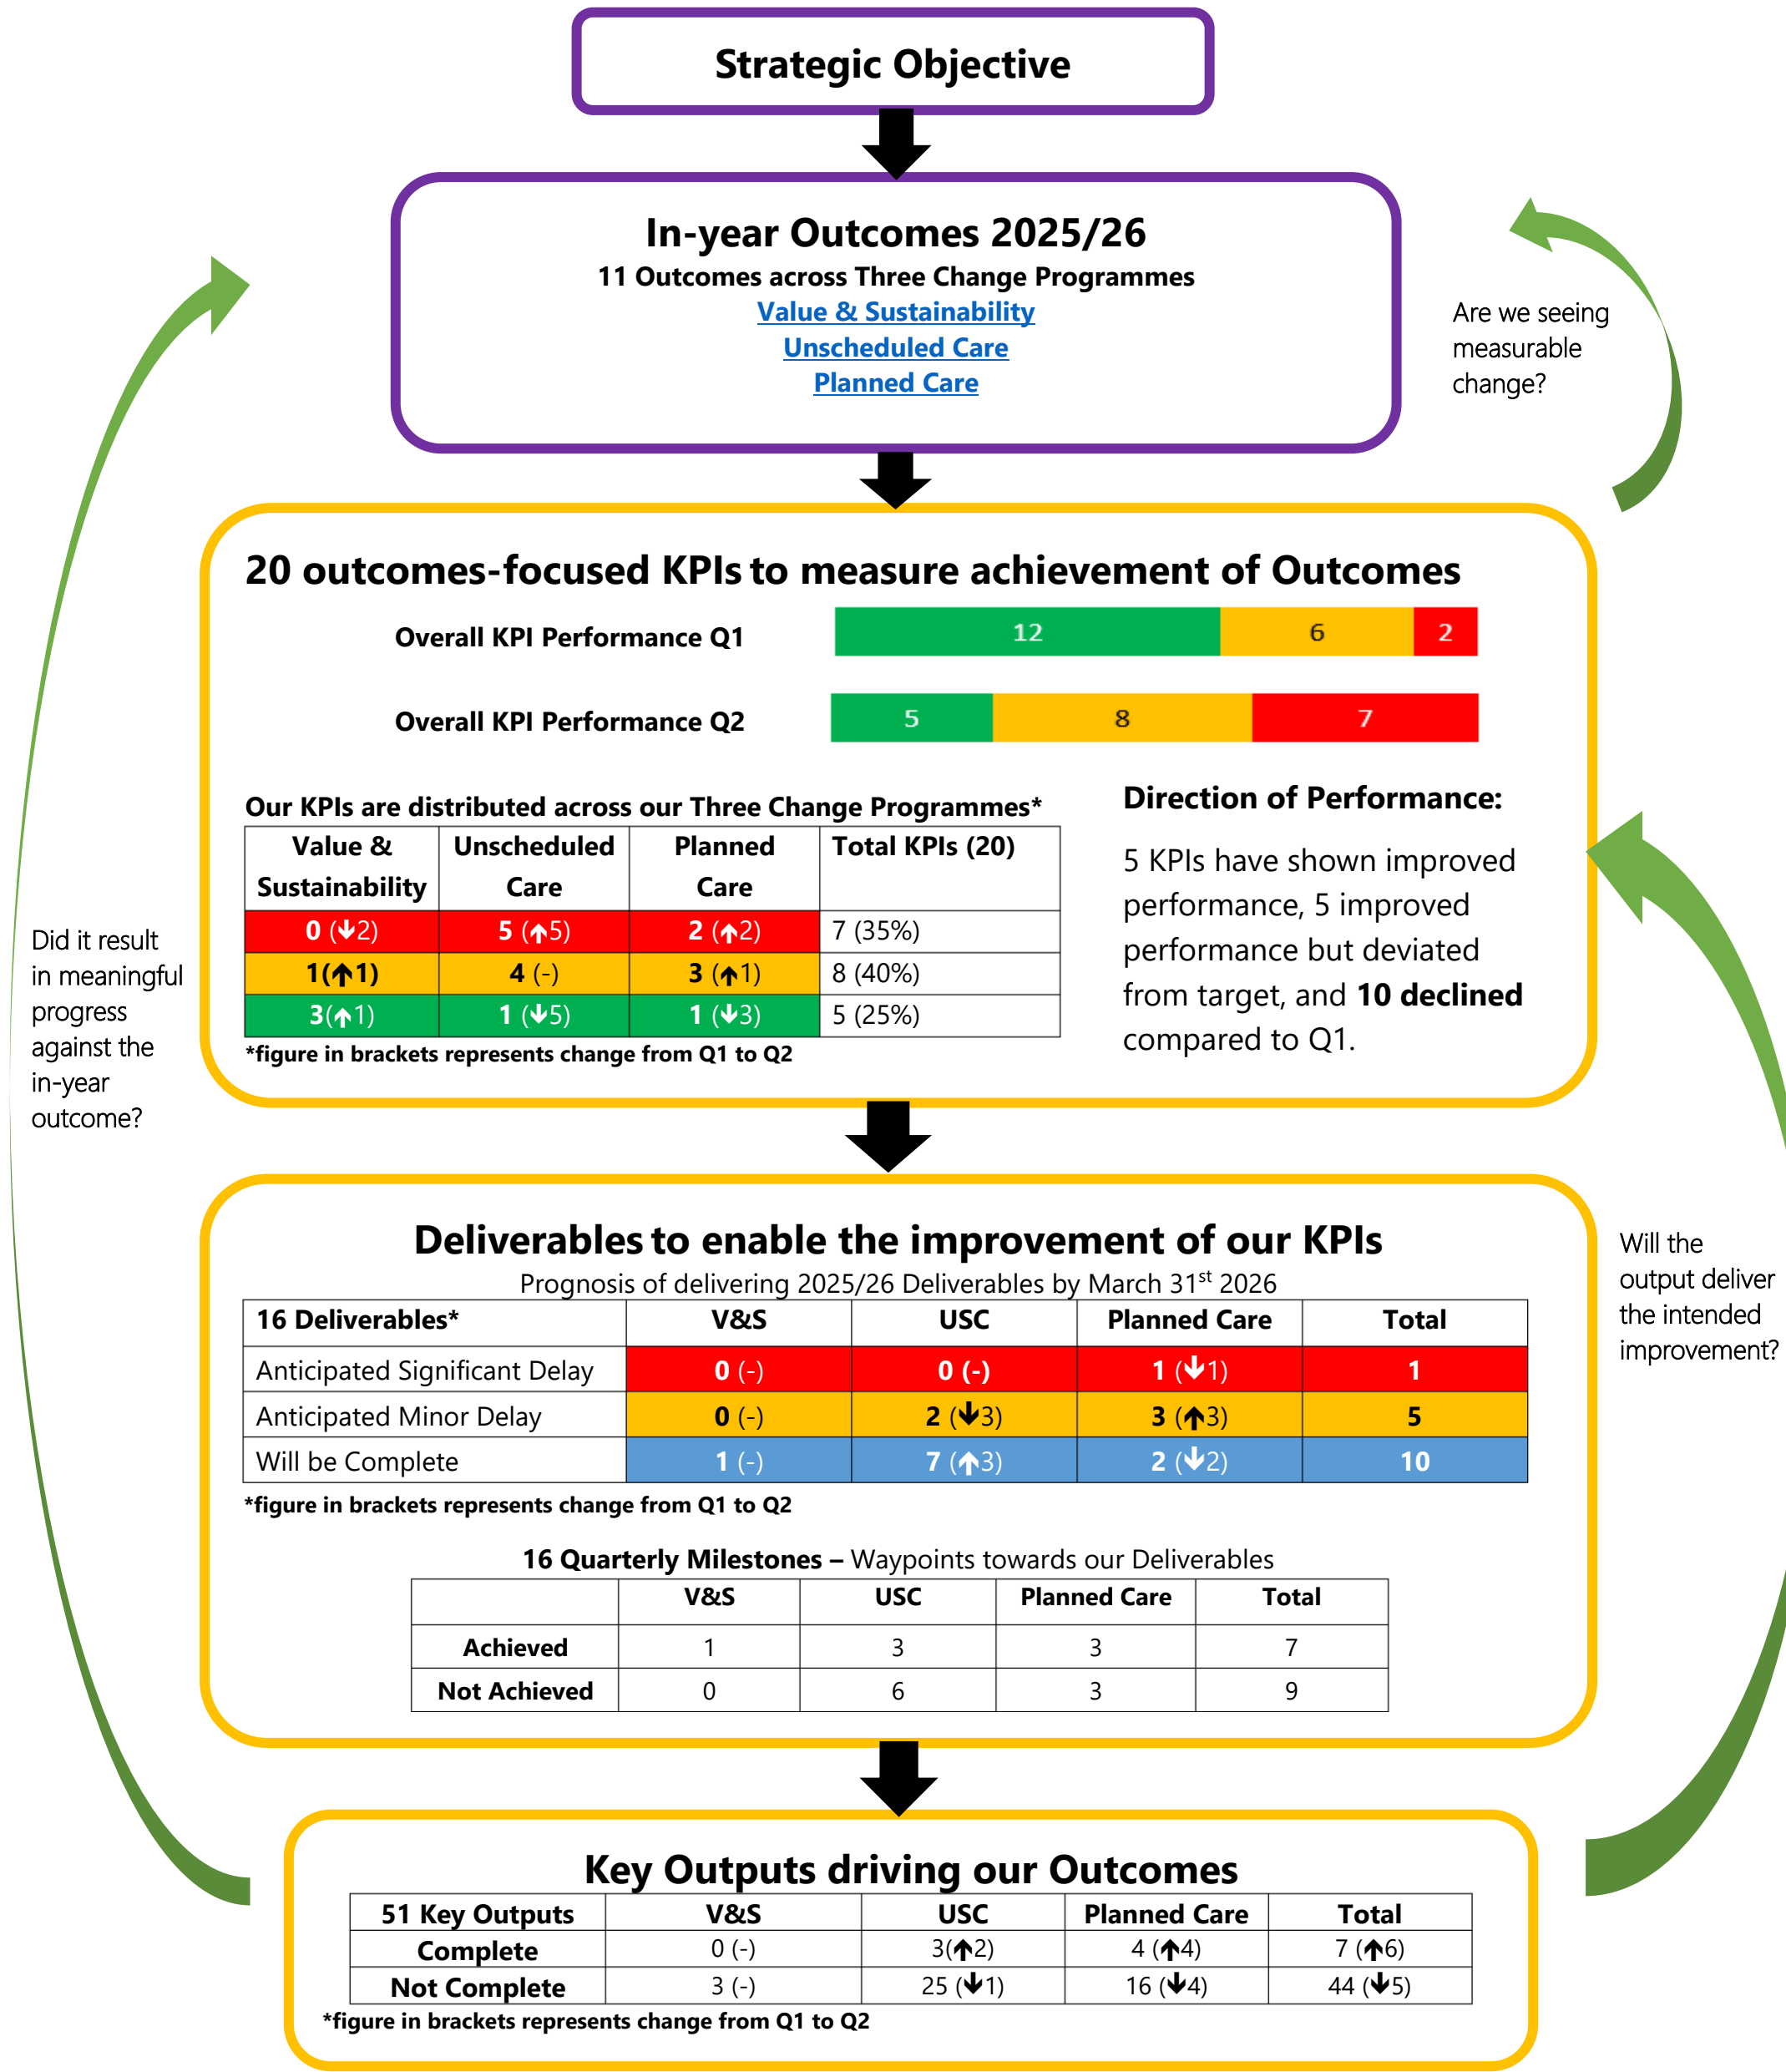 Strategic Objective
In-year Outcomes 2025/26
11 Outcomes across Three Change Programmes
Value & Sustainability
Unscheduled Care
Planned Care
Are we seeing
measurable
change?
20 outcomes-focused KPIs to measure achievement of Outcomes
Overall KPI Performance Q1
12 6 2
Overall KPI Performance Q2
5 8 7
Our KPIs are distributed across our Three Change Programmes*
Value & Sustainability Unscheduled Care Planned Care Total KPIs (20)
0 (↓2) 5 (↑5) 2 (↑2) 7 (35%)
1(↑1) 4 (-) 3 (↑1) 8 (40%)
3(↑1) 1 (↓5) 1 (↓3) 5 (25%)
*figure in brackets represents change from Q1 to Q2
Direction of Performance:
5 KPIs have shown improved
performance, 5 improved
performance but deviated
from target, and 10 declined
compared to Q1.
Did it result
in meaningful
progress
against the
in-year
outcome?
Deliverables to enable the improvement of our KPIs
Prognosis of delivering 2025/26 Deliverables by March 31st 2026
16 Deliverables* V&S USC Planned Care Total
Anticipated Significant Delay 0 (-) 0 (-) 1 (↓1) 1
Anticipated Minor Delay 0 (-) 2 (↓3) 3 (↑3) 5
Will be Complete 1 (-) 7 (↑3) 2 (↓2) 10
*figure in brackets represents change from Q1 to Q2
16 Quarterly Milestones – Waypoints towards our Deliverables
V&S USC Planned Care Total
Achieved 1 3 3 7
Not Achieved 0 6 3 9
Will the
output deliver
the intended
improvement?
Key Outputs driving our Outcomes
51 Key Outputs V&S USC Planned Care Total
Complete 0 (-) 3(↑2) 4 (↑4) 7 (↑6)
Not Complete 3 (-) 25 (↓1) 16 (↓4) 44 (↓5)
*figure in brackets represents change from Q1 to Q2